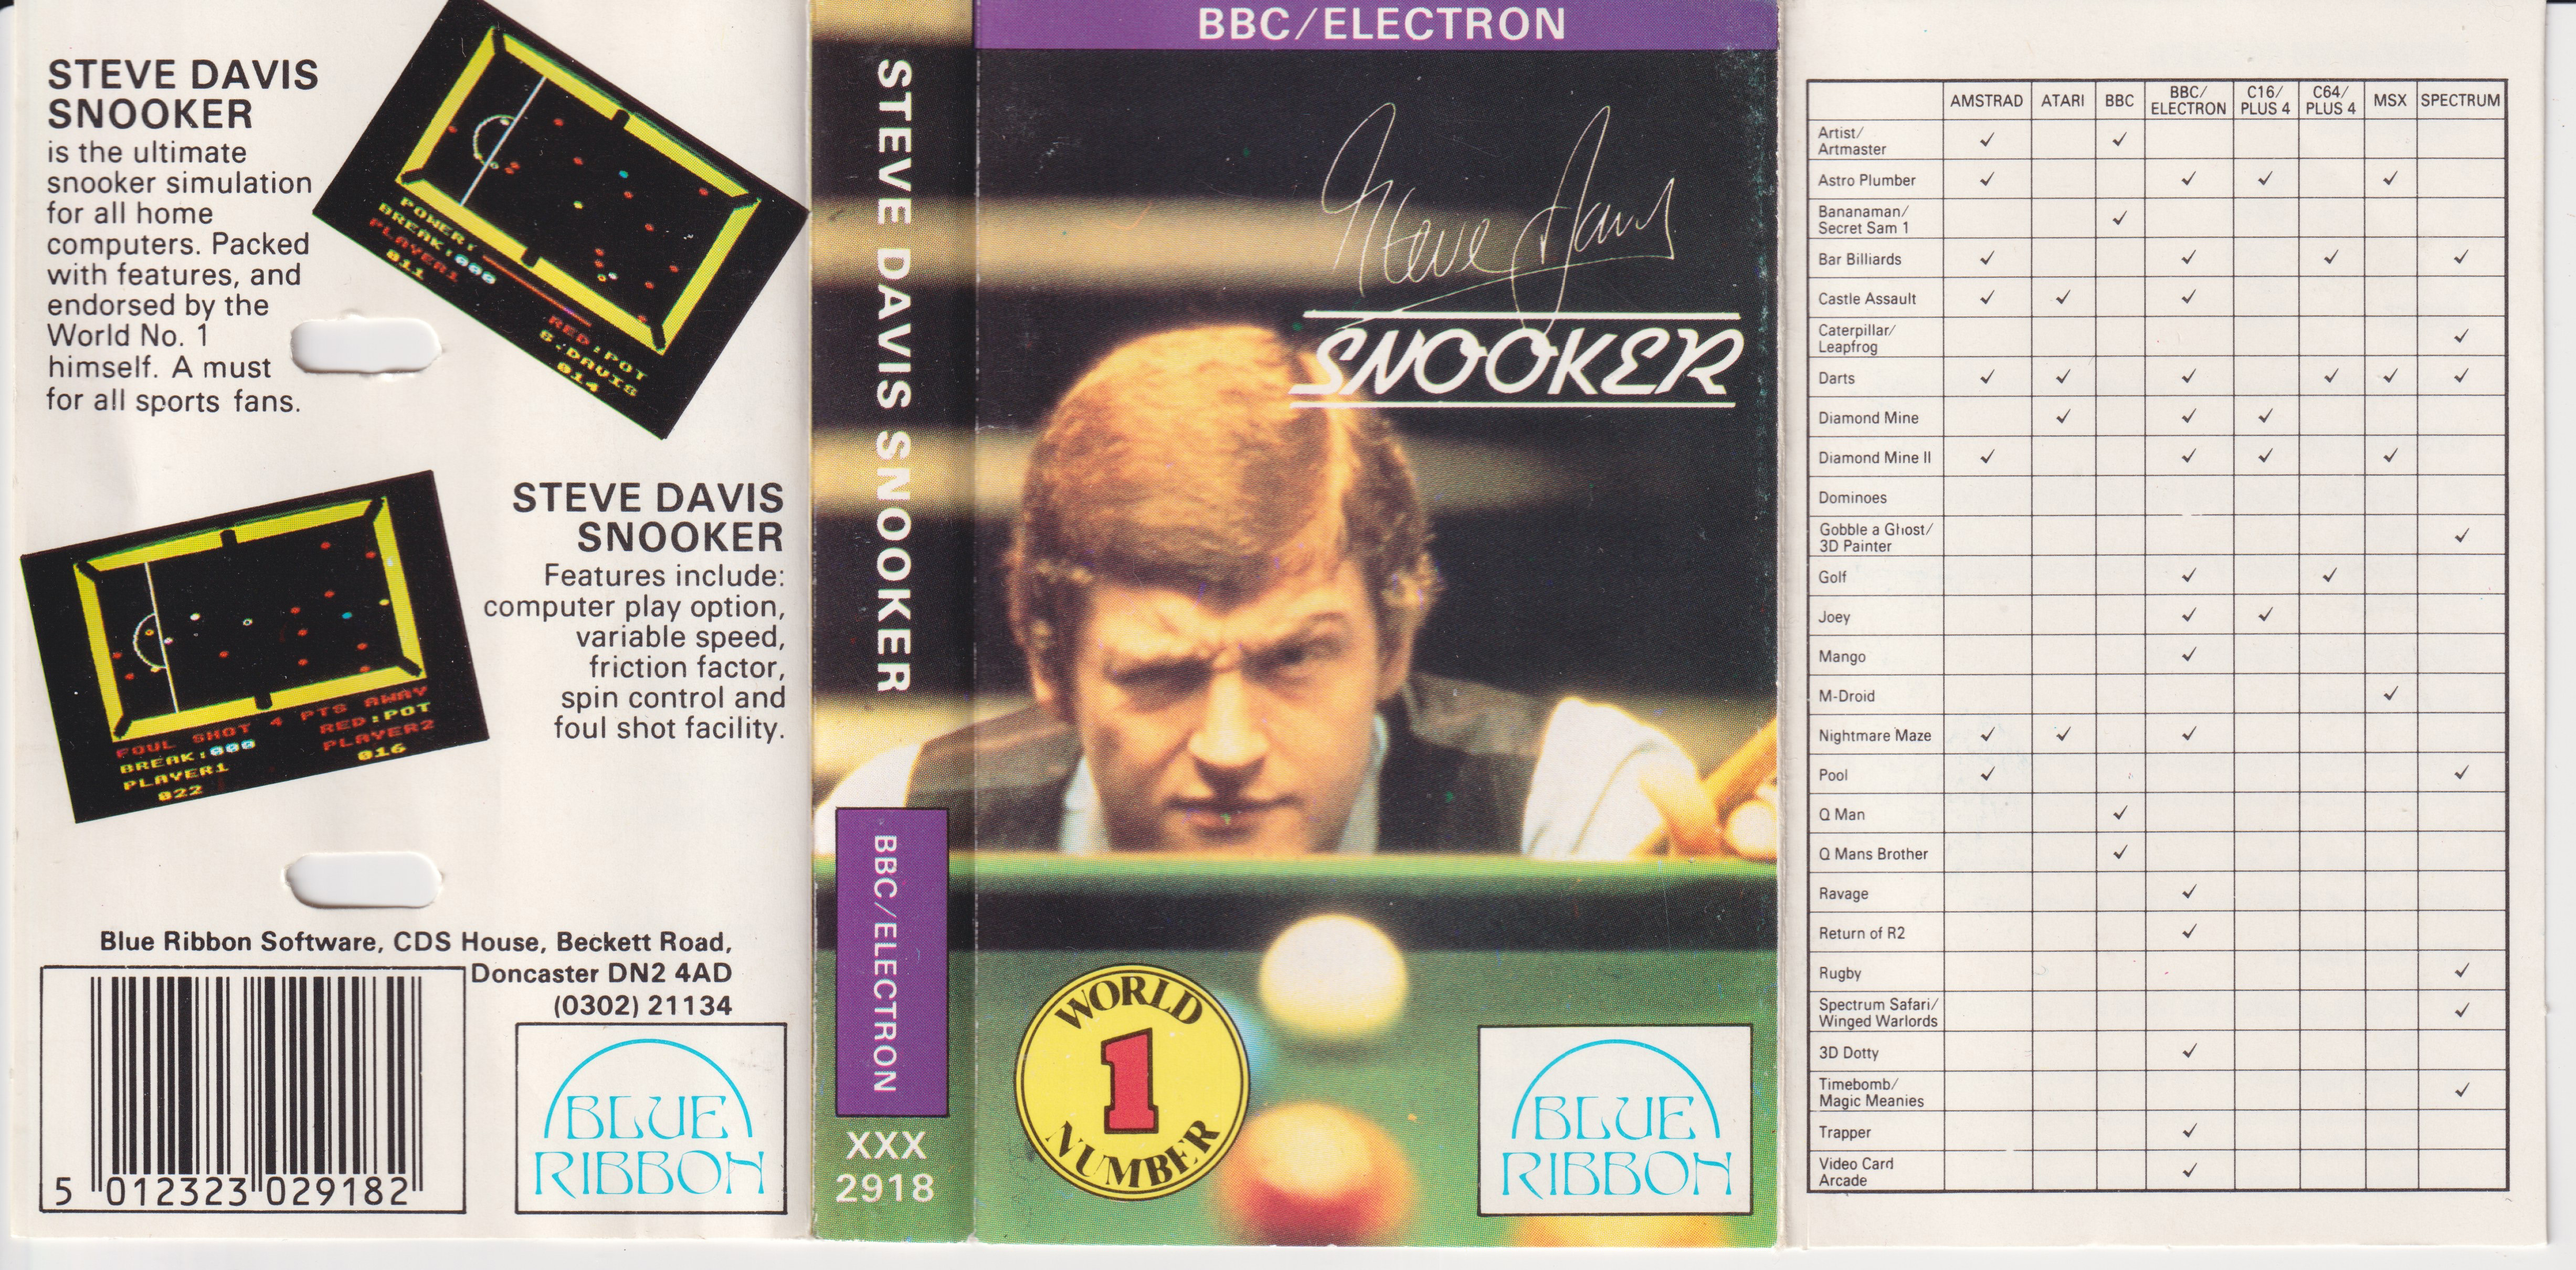 STEVE DAVIS
SNOOKER
is the ultimate
snooker simulation
for all home
computers. Packed
with features, and
endorsed by the
World No. 1
himself. A must
for all sports fans.
POWER:
BREAK:000
PLAYER1
011
RED:POT
S.DAVIS
014
STEVE DAVIS
SNOOKER
Features include:
computer play option,
variable speed,
friction factor,
spin control and
foul shot facility.
FOUL SHOT 4 PTS AWAY
BREAK:000 RED:POT
PLAYER1 PLAYER2
022 016
Blue Ribbon Software, CDS House, Beckett Road,
Doncaster DN2 4AD
(0302) 21134
5 012323 029182
BLUE
RIBBON
STEVE DAVIS SNOOKER
BBC/ELECTRON
XXX
2918
BBC/ELECTRON
Steve Davis
SNOOKER
WORLD
1
NUMBER
BLUE
RIBBON
AMSTRAD ATARI BBC BBC/ ELECTRON C16/ PLUS 4 C64/ PLUS 4 MSX SPECTRUM
Artist/
Artmaster ✓ ✓
Astro Plumber ✓ ✓ ✓ ✓
Bananaman/
Secret Sam 1 ✓
Bar Billiards ✓ ✓ ✓ ✓
Castle Assault ✓ ✓ ✓
Caterpillar/
Leapfrog ✓
Darts ✓ ✓ ✓ ✓ ✓ ✓
Diamond Mine ✓ ✓ ✓
Diamond Mine II ✓ ✓ ✓ ✓
Dominoes
Gobble a Ghost/
3D Painter ✓
Golf ✓ ✓
Joey ✓ ✓
Mango ✓
M-Droid ✓
Nightmare Maze ✓ ✓ ✓
Pool ✓ ✓
Q Man ✓
Q Mans Brother ✓
Ravage ✓
Return of R2 ✓
Rugby ✓
Spectrum Safari/
Winged Warlords ✓
3D Dotty ✓
Timebomb/
Magic Meanies ✓
Trapper ✓
Video Card
Arcade ✓